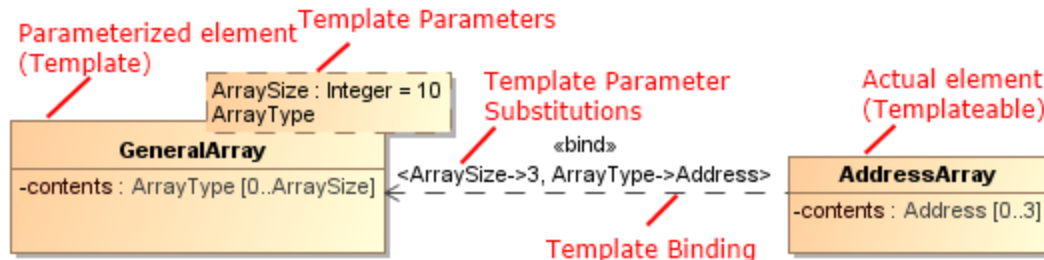 Parameterized element
(Template)
Template Parameters
ArraySize : Integer = 10
ArrayType
GeneralArray
-contents : ArrayType [0..ArraySize]
Template Parameter
Substitutions
«bind»
<ArraySize->3, ArrayType->Address>
Template Binding
Actual element
(Templateable)
AddressArray
-contents : Address [0..3]